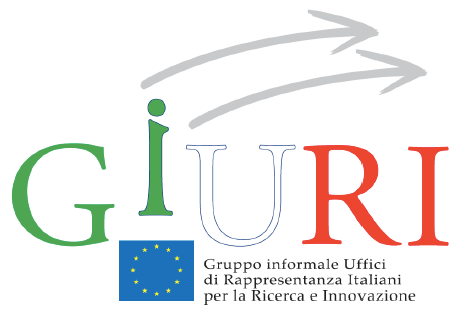 GiURI
Gruppo informale Uffici
di Rappresentanza Italiani
per la Ricerca e Innovazione